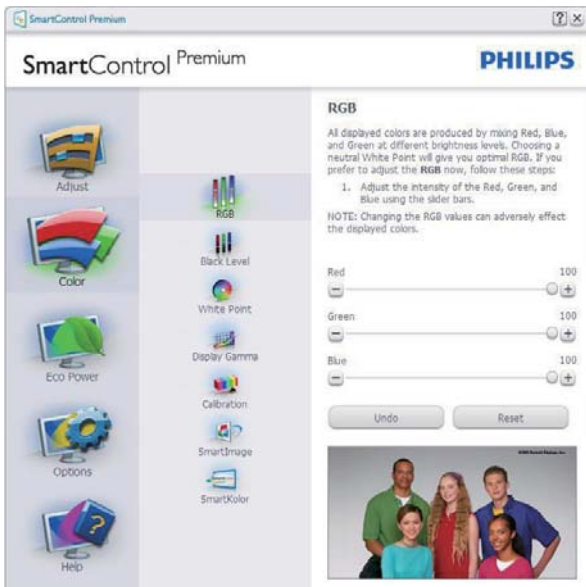 SmartControl Premium
? ×
SmartControl Premium
PHILIPS
Adjust
Color
Eco Power
Options
Help
RGB
Black Level
White Point
Display Gamma
Calibration
SmartImage
SmartKolor
RGB
All displayed colors are produced by mixing Red, Blue,
and Green at different brightness levels. Choosing a
neutral White Point will give you optimal RGB. If you
prefer to adjust the RGB now, follow these steps:
1. Adjust the intensity of the Red, Green, and
Blue using the slider bars.
NOTE: Changing the RGB values can adversely effect
the displayed colors.
Red 100
Green 100
Blue 100
Undo Reset